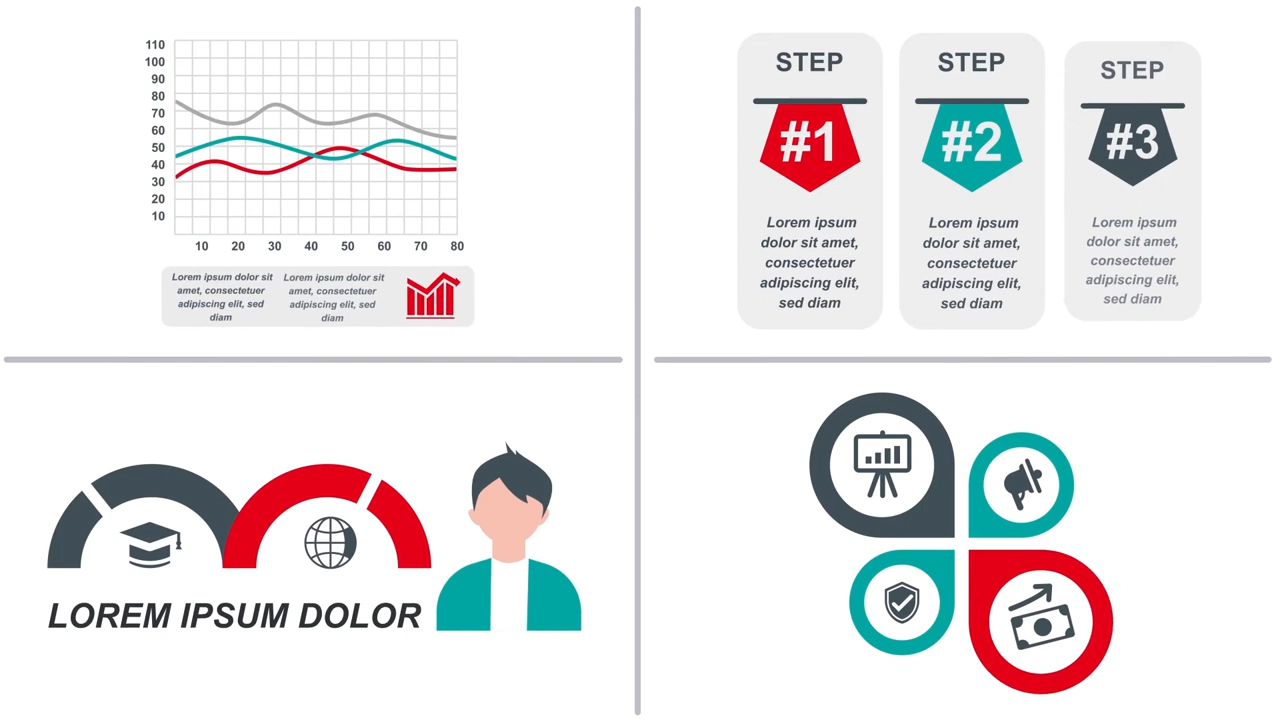 110
100
90
80
70
60
50
40
30
20
10
10 20 30 40 50 60 70 80
Lorem ipsum dolor sit
amet, consectetuer
adipiscing elit, sed
diam
Lorem ipsum dolor sit
amet, consectetuer
adipiscing elit, sed
diam
STEP
#1
Lorem ipsum
dolor sit amet,
consectetuer
adipiscing elit,
sed diam
STEP
#2
Lorem ipsum
dolor sit amet,
consectetuer
adipiscing elit,
sed diam
STEP
#3
Lorem ipsum
dolor sit amet,
consectetuer
adipiscing elit,
sed diam
LOREM IPSUM DOLOR